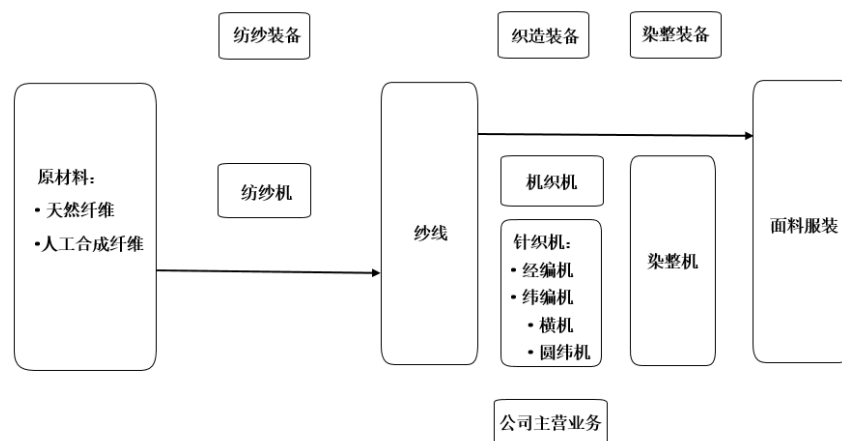 纺纱装备
织造装备
染整装备
原材料：
• 天然纤维
•人工合成纤维
纺纱机
纱线
机织机
针织机：
• 经编机
• 纬编机
• 横机
• 圆纬机
染整机
面料服装
公司主营业务